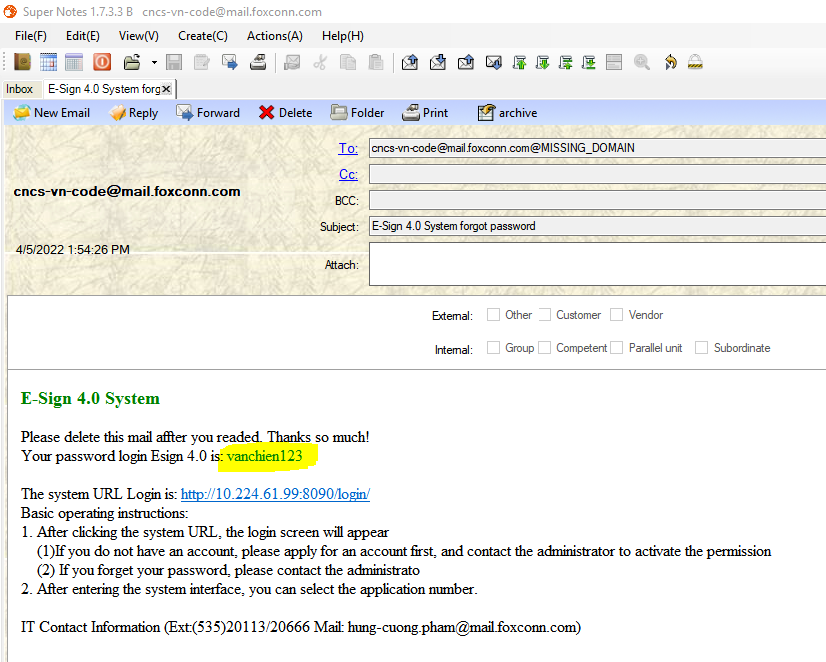 Super Notes 1.7.3.3 B cncs-vn-code@mail.foxconn.com
File(F) Edit(E) View(V) Create(C) Actions(A) Help(H)
Inbox E-Sign 4.0 System forg
New Email Reply Forward Delete Folder Print archive
To: cncs-vn-code@mail.foxconn.com@MISSING_DOMAIN
Cc:
cncs-vn-code@mail.foxconn.com
BCC:
Subject: E-Sign 4.0 System forgot password
4/5/2022 1:54:26 PM
Attach:
External: Other Customer Vendor
Internal: Group Competent Parallel unit Subordinate
E-Sign 4.0 System
Please delete this mail affter you readed. Thanks so much!
Your password login Esign 4.0 is: vanchien123
The system URL Login is: http://10.224.61.99:8090/login/
Basic operating instructions:
1. After clicking the system URL, the login screen will appear
(1)If you do not have an account, please apply for an account first, and contact the administrator to activate the permission
(2) If you forget your password, please contact the administrato
2. After entering the system interface, you can select the application number.
IT Contact Information (Ext:(535)20113/20666 Mail: hung-cuong.pham@mail.foxconn.com)